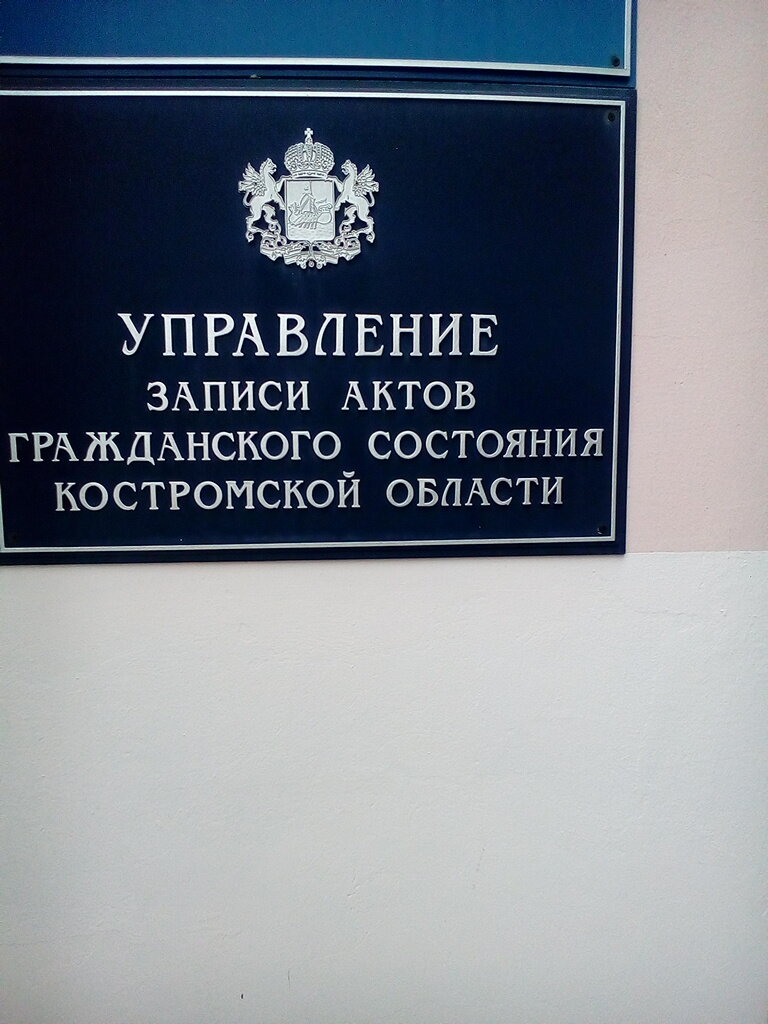 УПРАВЛЕНИЕ
ЗАПИСИ АКТОВ
ГРАЖДАНСКОГО СОСТОЯНИЯ
КОСТРОМСКОЙ ОБЛАСТИ